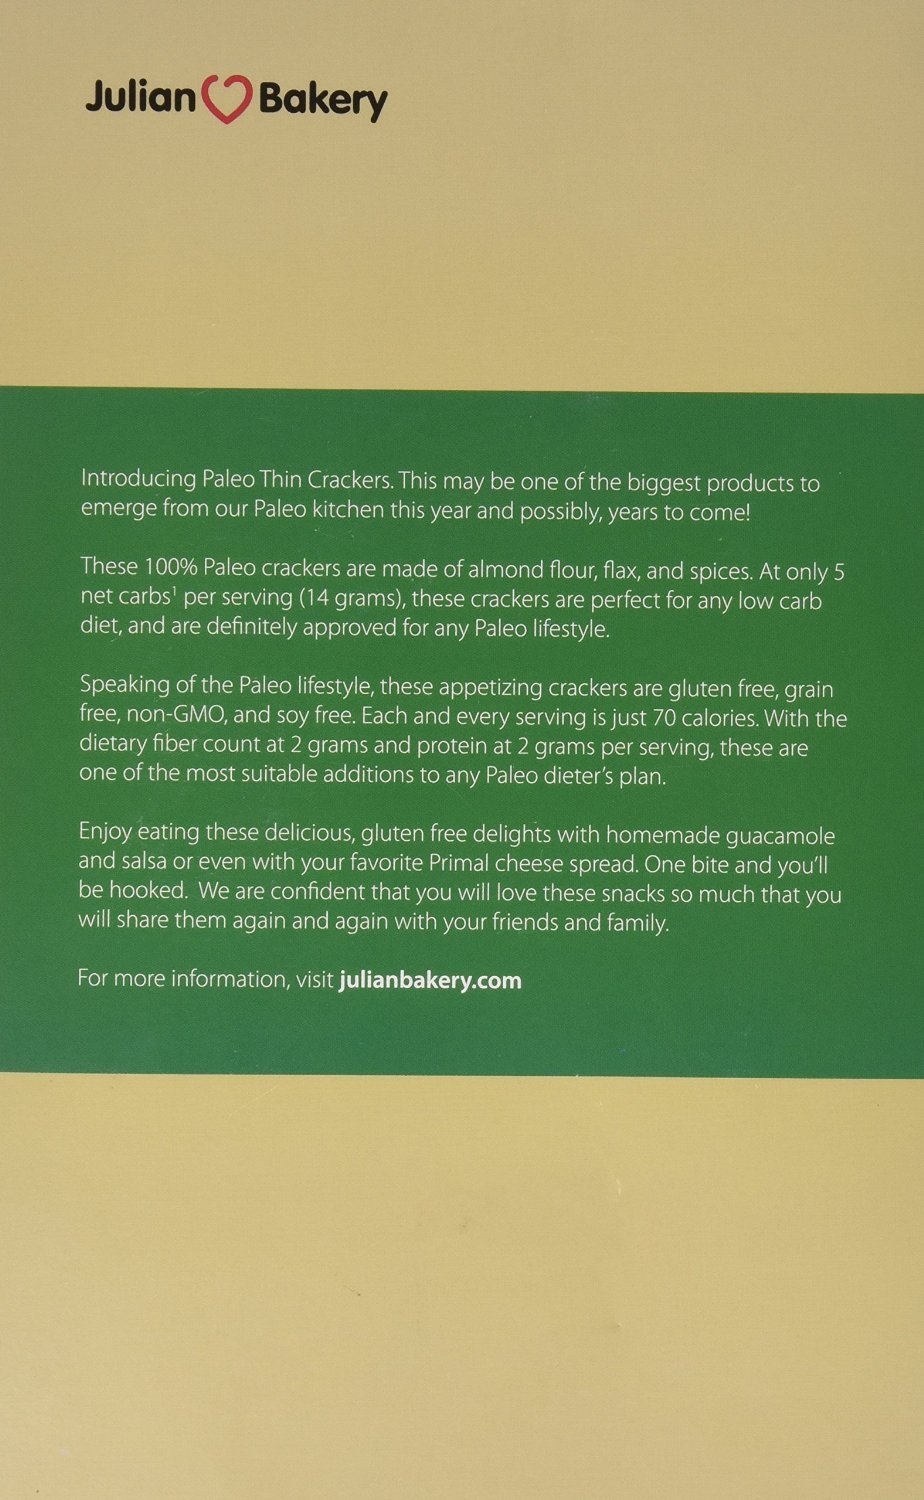 Julian Bakery
Introducing Paleo Thin Crackers. This may be one of the biggest products to
emerge from our Paleo kitchen this year and possibly, years to come!
These 100% Paleo crackers are made of almond flour, flax, and spices. At only 5
net carbs¹ per serving (14 grams), these crackers are perfect for any low carb
diet, and are definitely approved for any Paleo lifestyle.
Speaking of the Paleo lifestyle, these appetizing crackers are gluten free, grain
free, non-GMO, and soy free. Each and every serving is just 70 calories. With the
dietary fiber count at 2 grams and protein at 2 grams per serving, these are
one of the most suitable additions to any Paleo dieter's plan.
Enjoy eating these delicious, gluten free delights with homemade guacamole
and salsa or even with your favorite Primal cheese spread. One bite and you'll
be hooked. We are confident that you will love these snacks so much that you
will share them again and again with your friends and family.
For more information, visit julianbakery.com